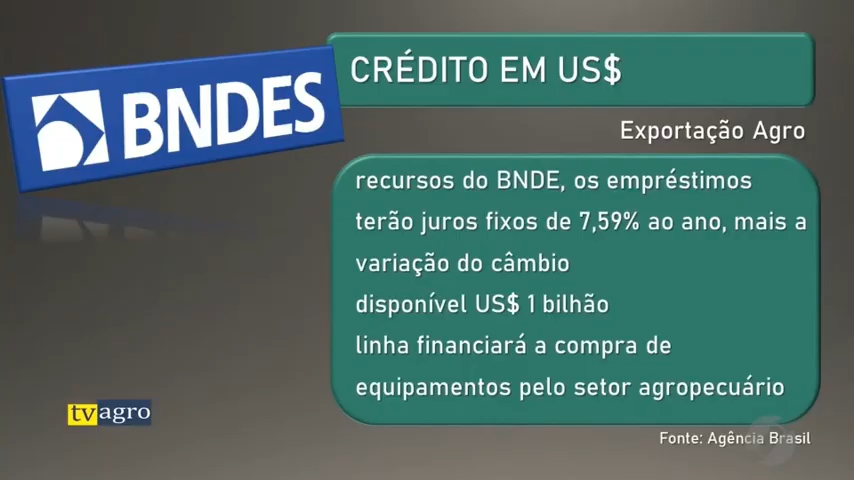 BNDES
CRÉDITO EM US$
Exportação Agro
recursos do BNDE, os empréstimos
terão juros fixos de 7,59% ao ano, mais a
variação do câmbio
disponível US$ 1 bilhão
linha financiará a compra de
equipamentos pelo setor agropecuário
tvagro
Fonte: Agência Brasil